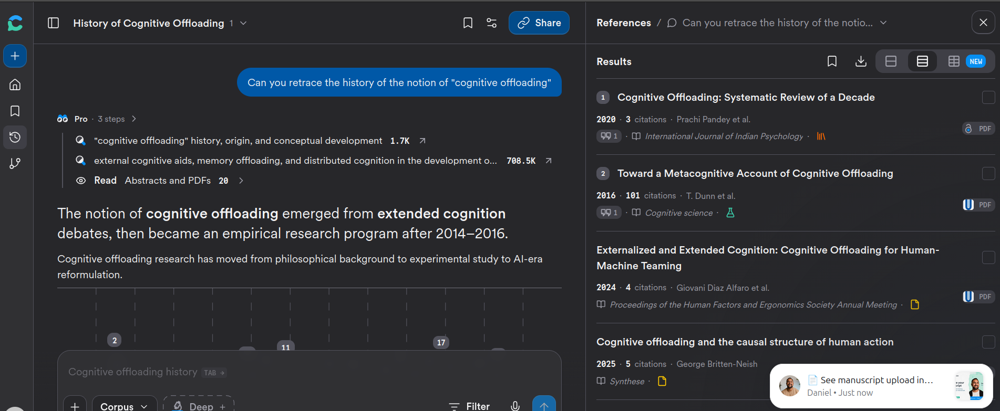 History of Cognitive Offloading 1
Share
Can you retrace the history of the notion of "cognitive offloading"
Pro · 3 steps
"cognitive offloading" history, origin, and conceptual development 1.7K
external cognitive aids, memory offloading, and distributed cognition in the development o... 708.5K
Read Abstracts and PDFs 20
The notion of cognitive offloading emerged from extended cognition
debates, then became an empirical research program after 2014–2016.
Cognitive offloading research has moved from philosophical background to experimental study to AI-era
reformulation.
2
11
17
Cognitive offloading history TAB →
Corpus
Deep +
Filter
References / Can you retrace the history of the notio...
Results
NEW
1 Cognitive Offloading: Systematic Review of a Decade
2020 · 3 citations · Prachi Pandey et al.
PDF
1 · International Journal of Indian Psychology ·
2 Toward a Metacognitive Account of Cognitive Offloading
2016 · 101 citations · T. Dunn et al.
PDF
1 · Cognitive science ·
Externalized and Extended Cognition: Cognitive Offloading for Human-
Machine Teaming
2024 · 4 citations · Giovani Diaz Alfaro et al.
PDF
Proceedings of the Human Factors and Ergonomics Society Annual Meeting ·
Cognitive offloading and the causal structure of human action
2025 · 5 citations · George Britten-Neish
Synthese ·
See manuscript upload in...
Daniel • Just now